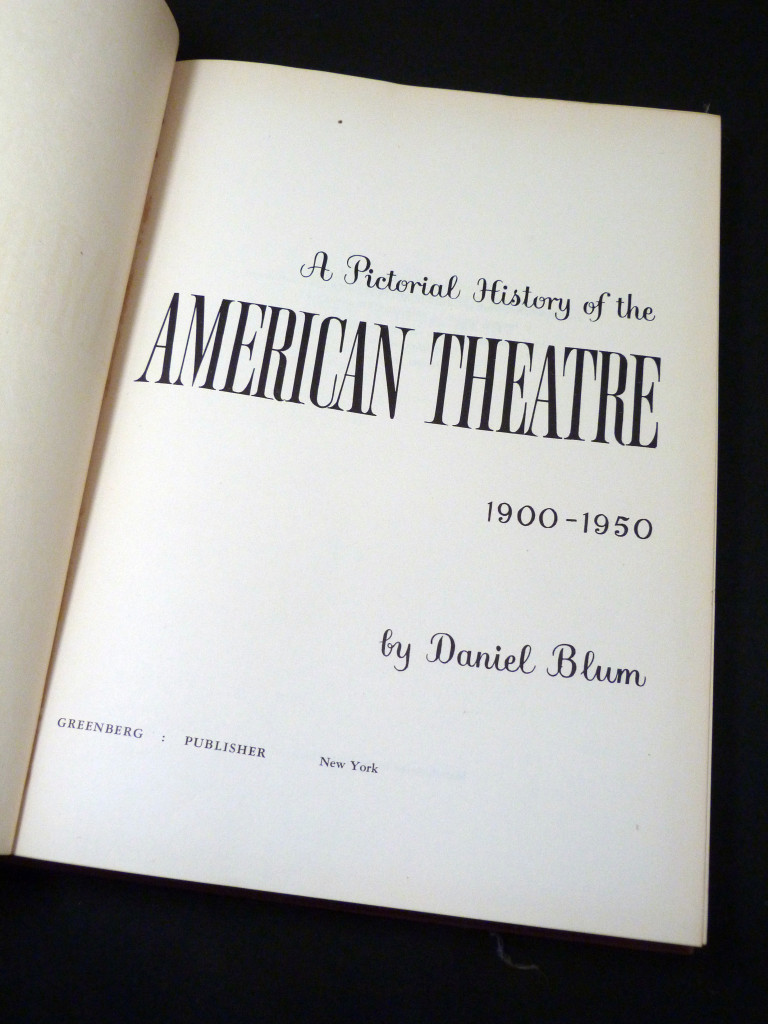 A Pictorial History of the
AMERICAN THEATRE
1900-1950
by Daniel Blum
GREENBERG : PUBLISHER New York